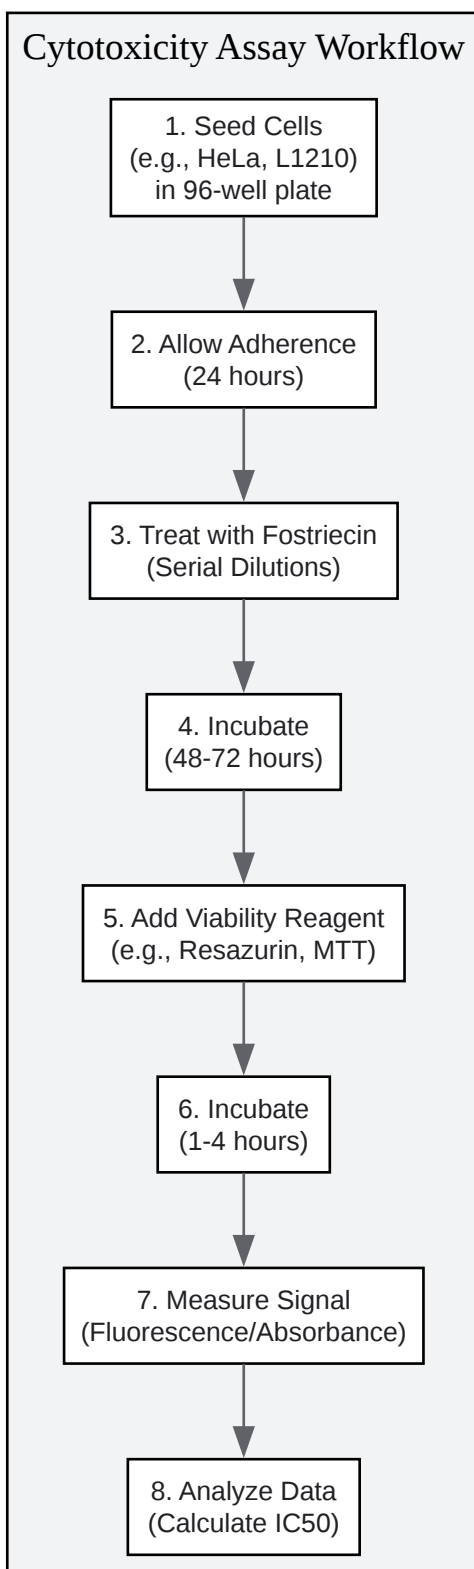 Cytotoxicity Assay Workflow
1. Seed Cells
(e.g., HeLa, L1210)
in 96-well plate
2. Allow Adherence
(24 hours)
3. Treat with Fostriecin
(Serial Dilutions)
4. Incubate
(48-72 hours)
5. Add Viability Reagent
(e.g., Resazurin, MTT)
6. Incubate
(1-4 hours)
7. Measure Signal
(Fluorescence/Absorbance)
8. Analyze Data
(Calculate IC50)